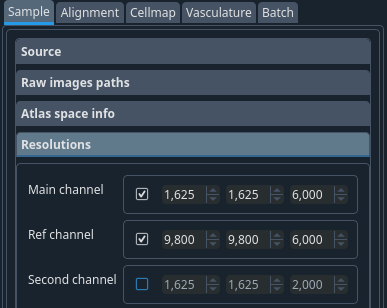 Sample Alignment Cellmap Vasculature Batch
Source
Raw images paths
Atlas space info
Resolutions
Main channel 1,625 1,625 6,000
Ref channel 9,800 9,800 6,000
Second channel 1,625 1,625 2,000